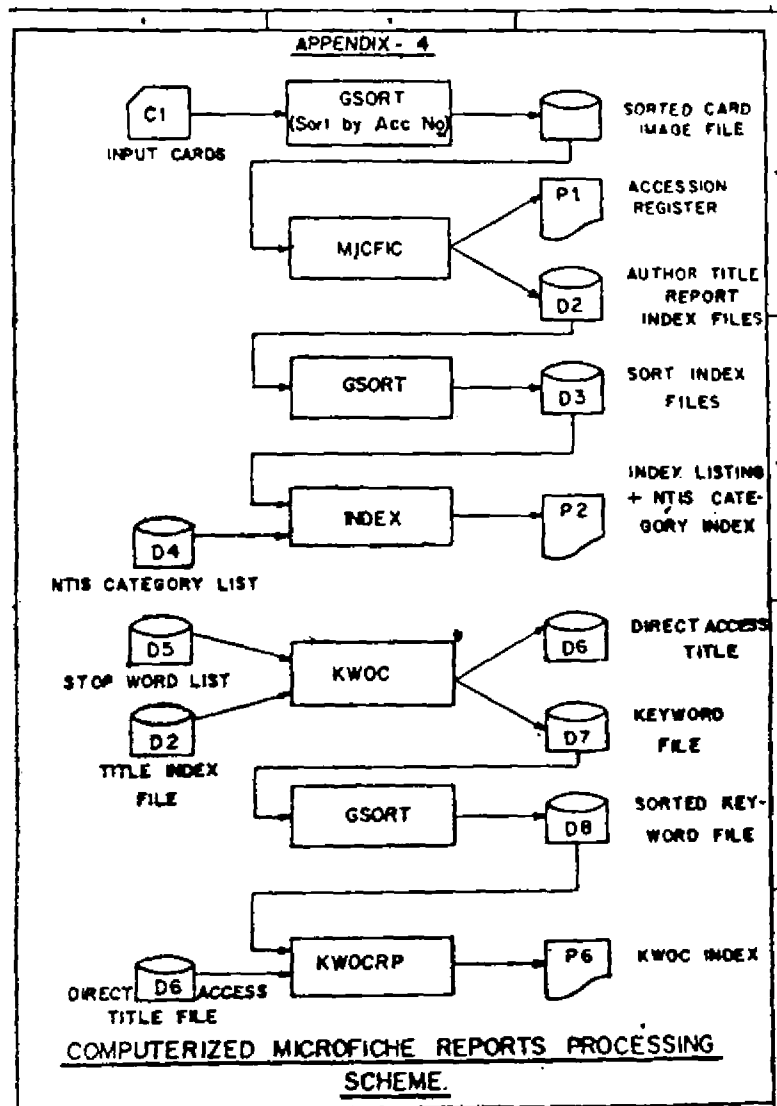 APPENDIX - 4
C1
INPUT CARDS
GSORT
(Sort by Acc No)
SORTED CARD
IMAGE FILE
MICFIC
P1
ACCESSION
REGISTER
D2
AUTHOR TITLE
REPORT
INDEX FILES
GSORT
D3
SORT INDEX
FILES
D4
NTIS CATEGORY LIST
INDEX
P2
INDEX LISTING
+ NTIS CATE-
GORY INDEX
D5
STOP WORD LIST
D2
TITLE INDEX
FILE
KWOC
D6
DIRECT ACCESS
TITLE
D7
KEYWORD
FILE
GSORT
D8
SORTED KEY-
WORD FILE
D6
DIRECT ACCESS
TITLE FILE
KWOCRP
P6
KWOC INDEX
COMPUTERIZED MICROFICHE REPORTS PROCESSING
SCHEME.